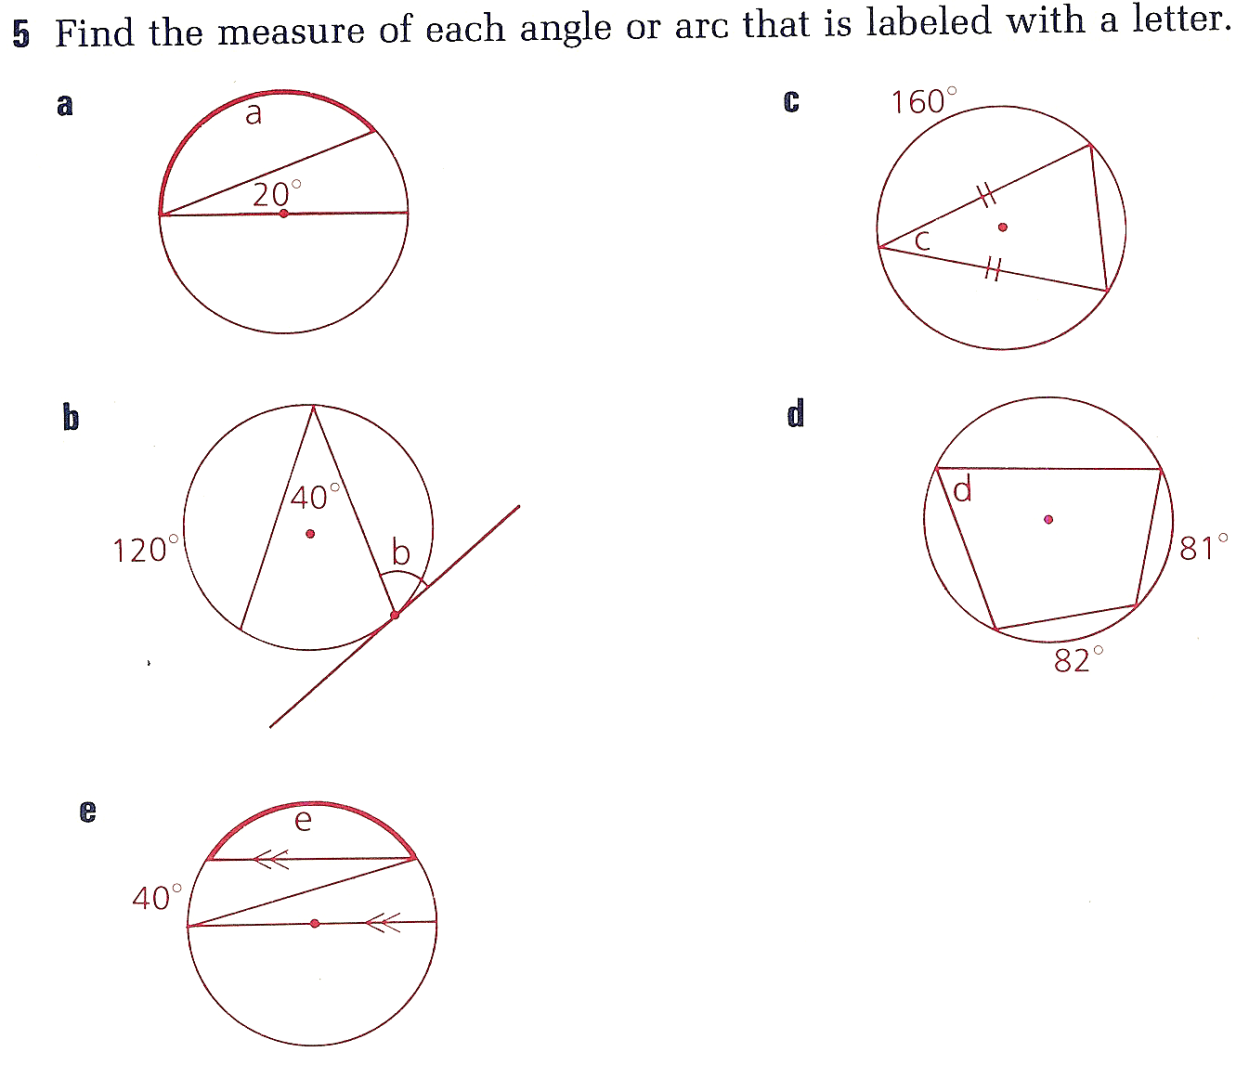 5 Find the measure of each angle or arc that is labeled with a letter.
a
a
20°
c
160°
c
b
40°
120°
b
d
d
81°
82°
e
e
40°